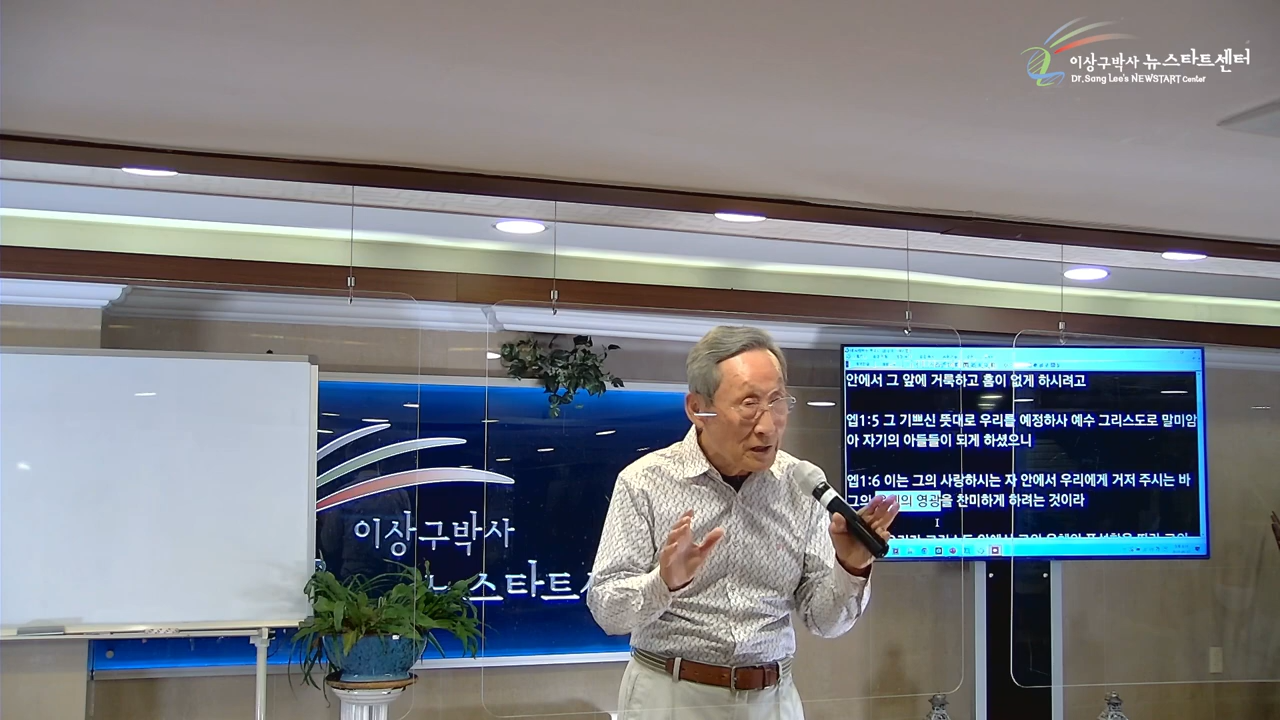 이상구박사 뉴스타트센터
Dr. Sang Lee's NEWSTART Center
이상구박사
스타트
안에서 그 앞에 거룩하고 흠이 없게 하시려고
엡1:5 그 기쁘신 뜻대로 우리를 예정하사 예수 그리스도로 말미암
아 자기의 아들들이 되게 하셨으니
엡1:6 이는 그의 사랑하시는 자 안에서 우리에게 거저 주시는 바
그의 영광을 찬미하게 하려는 것이라